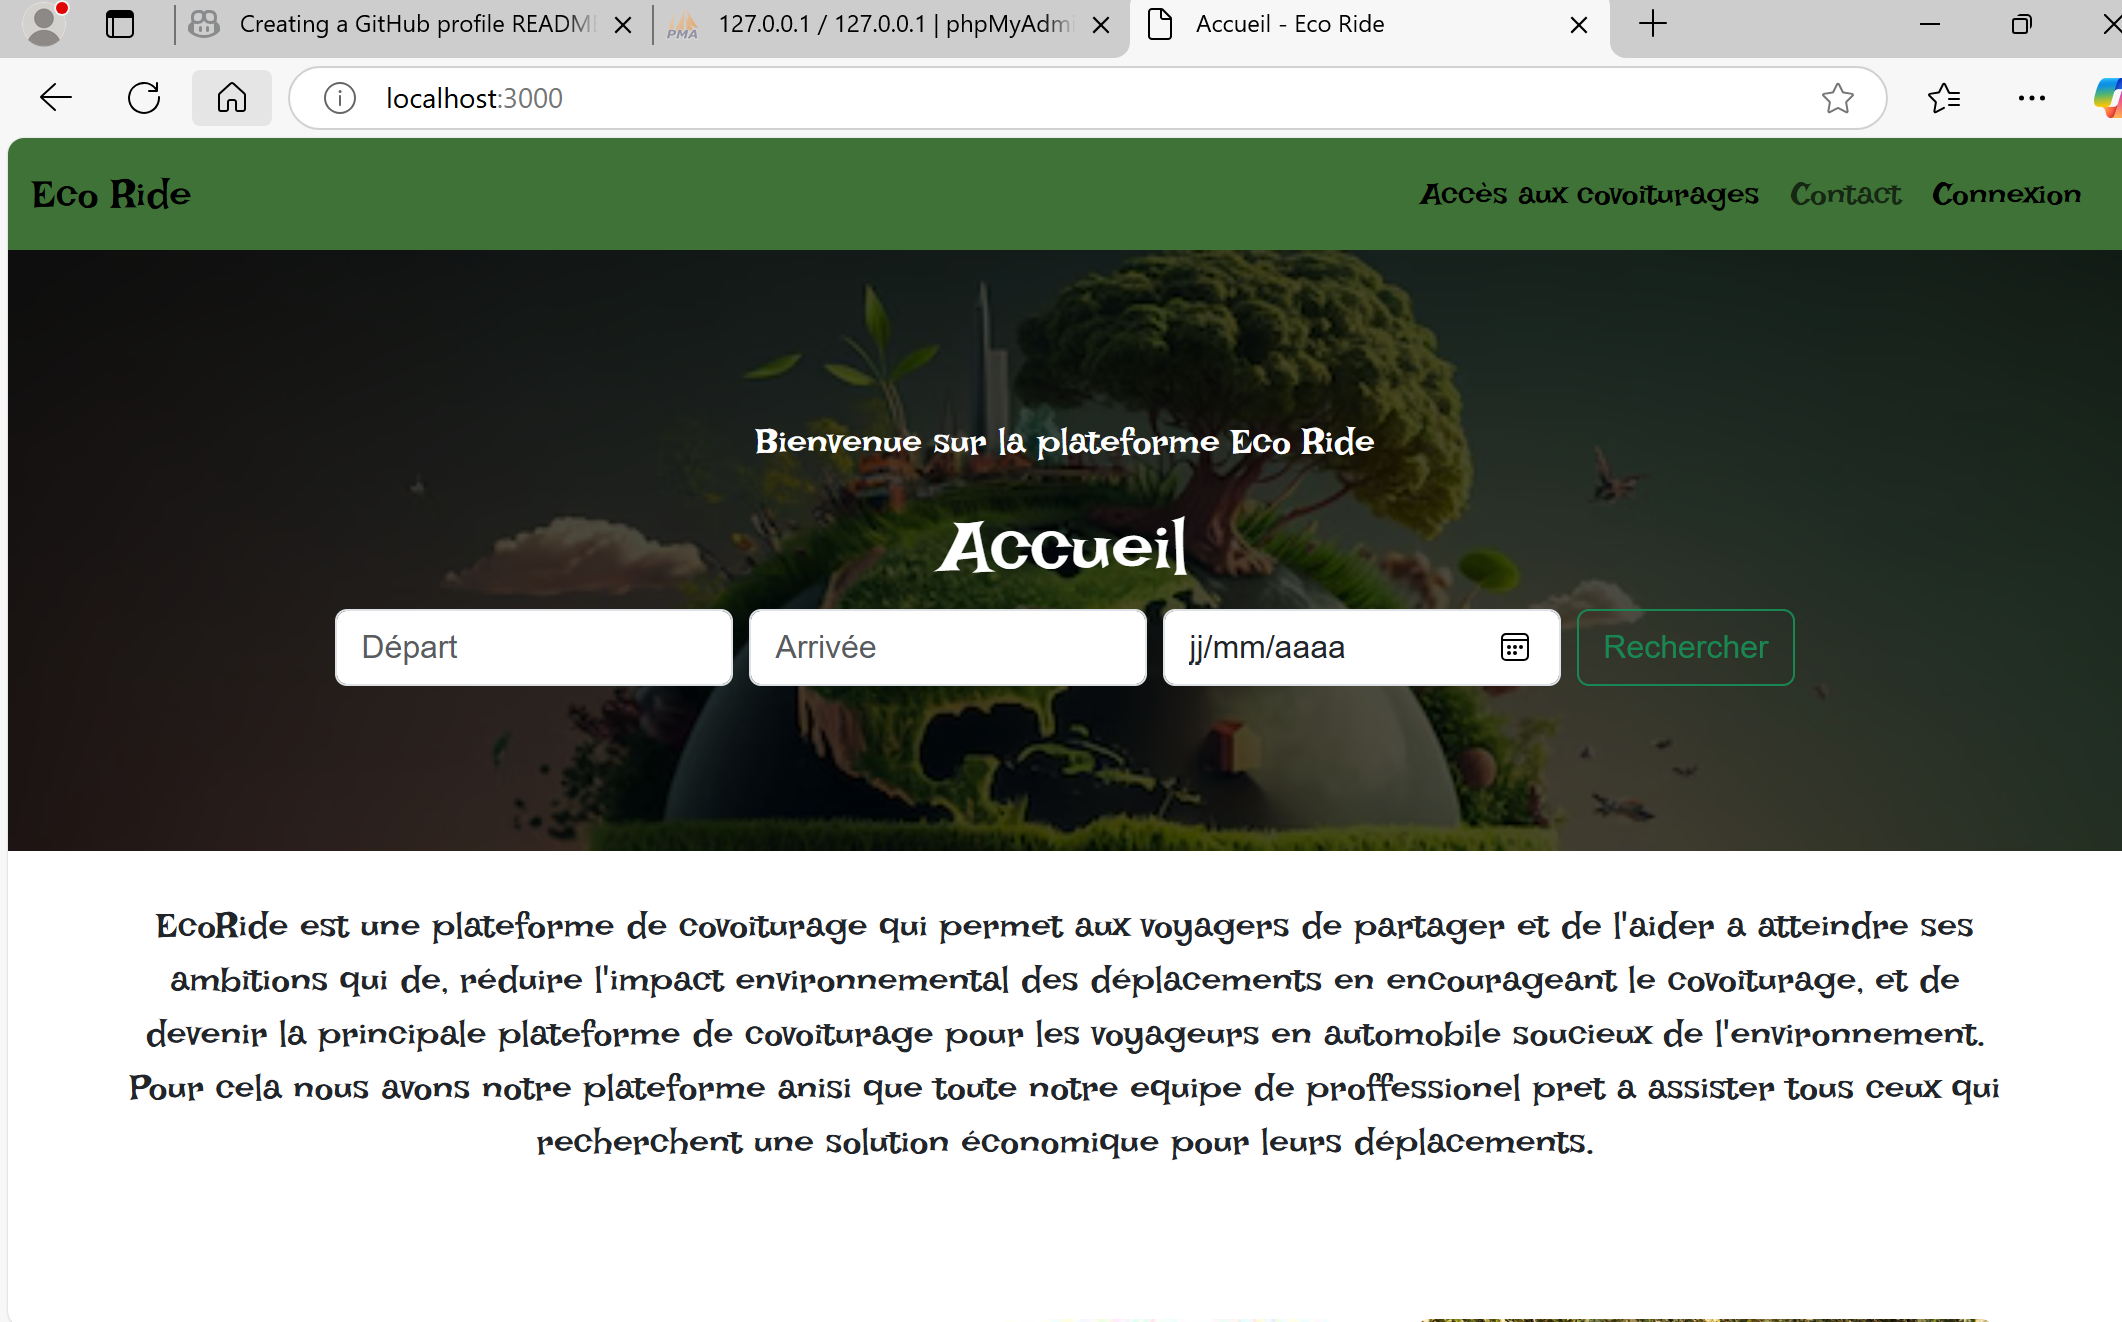 Creating a GitHub profile README
127.0.0.1 / 127.0.0.1 | phpMyAdmi
Accueil - Eco Ride
localhost:3000
Eco Ride
Accès aux covoiturages Contact Connexion
Bienvenue sur la plateforme Eco Ride
Accueil
Départ Arrivée jj/mm/aaaa Rechercher
EcoRide est une plateforme de covoiturage qui permet aux voyagers de partager et de l'aider a atteindre ses
ambitions qui de, réduire l'impact environnemental des déplacements en encourageant le covoiturage, et de
devenir la principale plateforme de covoiturage pour les voyageurs en automobile soucieux de l'environnement.
Pour cela nous avons notre plateforme anisi que toute notre equipe de proffessionel pret a assister tous ceux qui
recherchent une solution économique pour leurs déplacements.